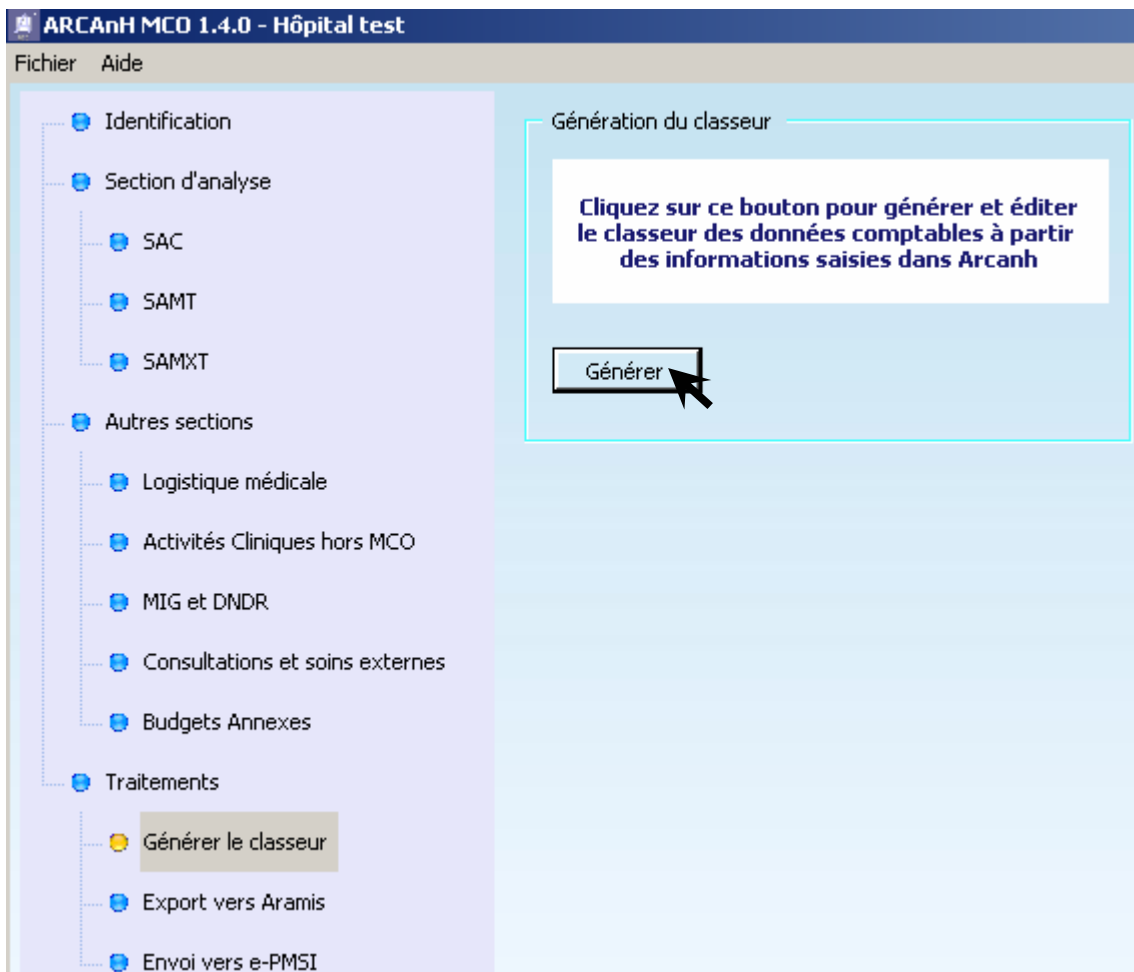 ARCAnH MCO 1.4.0 - Hôpital test
Fichier Aide
Identification
Section d'analyse
SAC
SAMT
SAMXT
Autres sections
Logistique médicale
Activités Cliniques hors MCO
MIG et DNDR
Consultations et soins externes
Budgets Annexes
Traitements
Générer le classeur
Export vers Aramis
Envoi vers e-PMSI
Génération du classeur
Cliquez sur ce bouton pour générer et éditer
le classeur des données comptables à partir
des informations saisies dans Arcanh
Générer